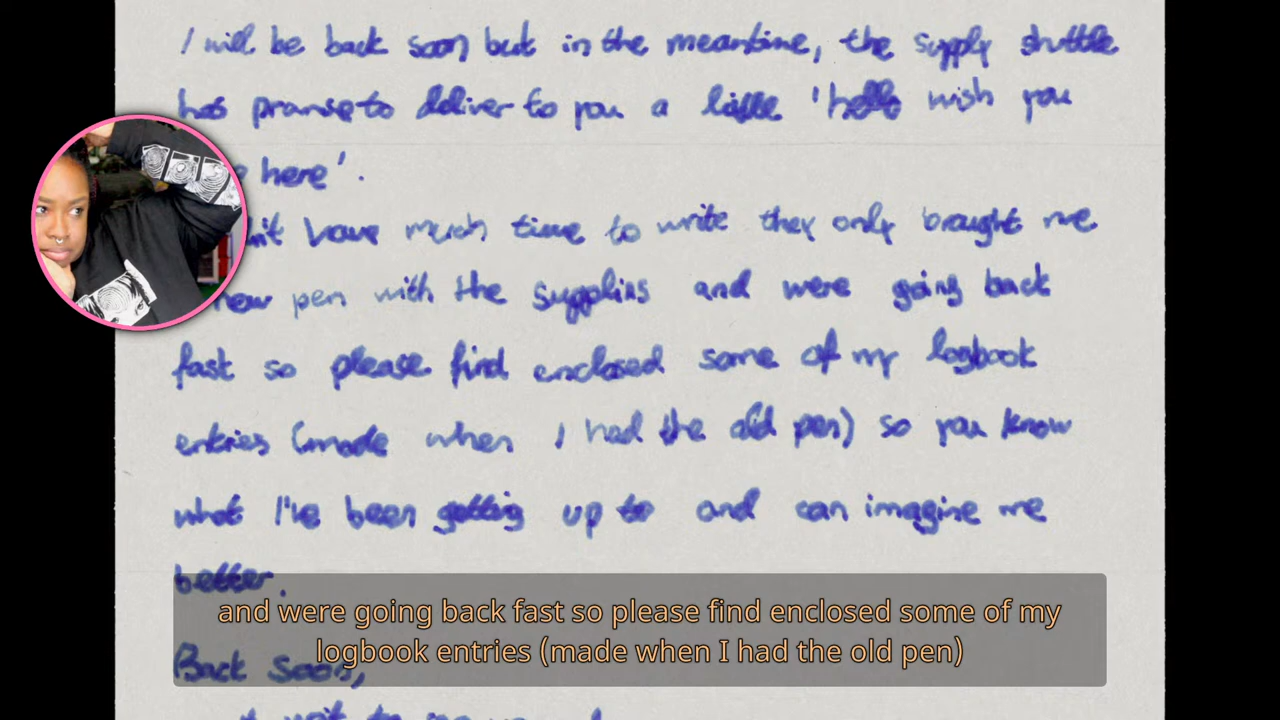 I will be back soon but in the meantime, the supply shuttle
has promise to deliver to you a little 'hello wish you
here'.
have much time to write they only brought me
new pen with the supplies and were going back
fast so please find enclosed some of my logbook
entries (made when I had the old pen) so you know
what I've been getting up to and can imagine me
better.
and were going back fast so please find enclosed some of my
logbook entries (made when I had the old pen)
Back soon,